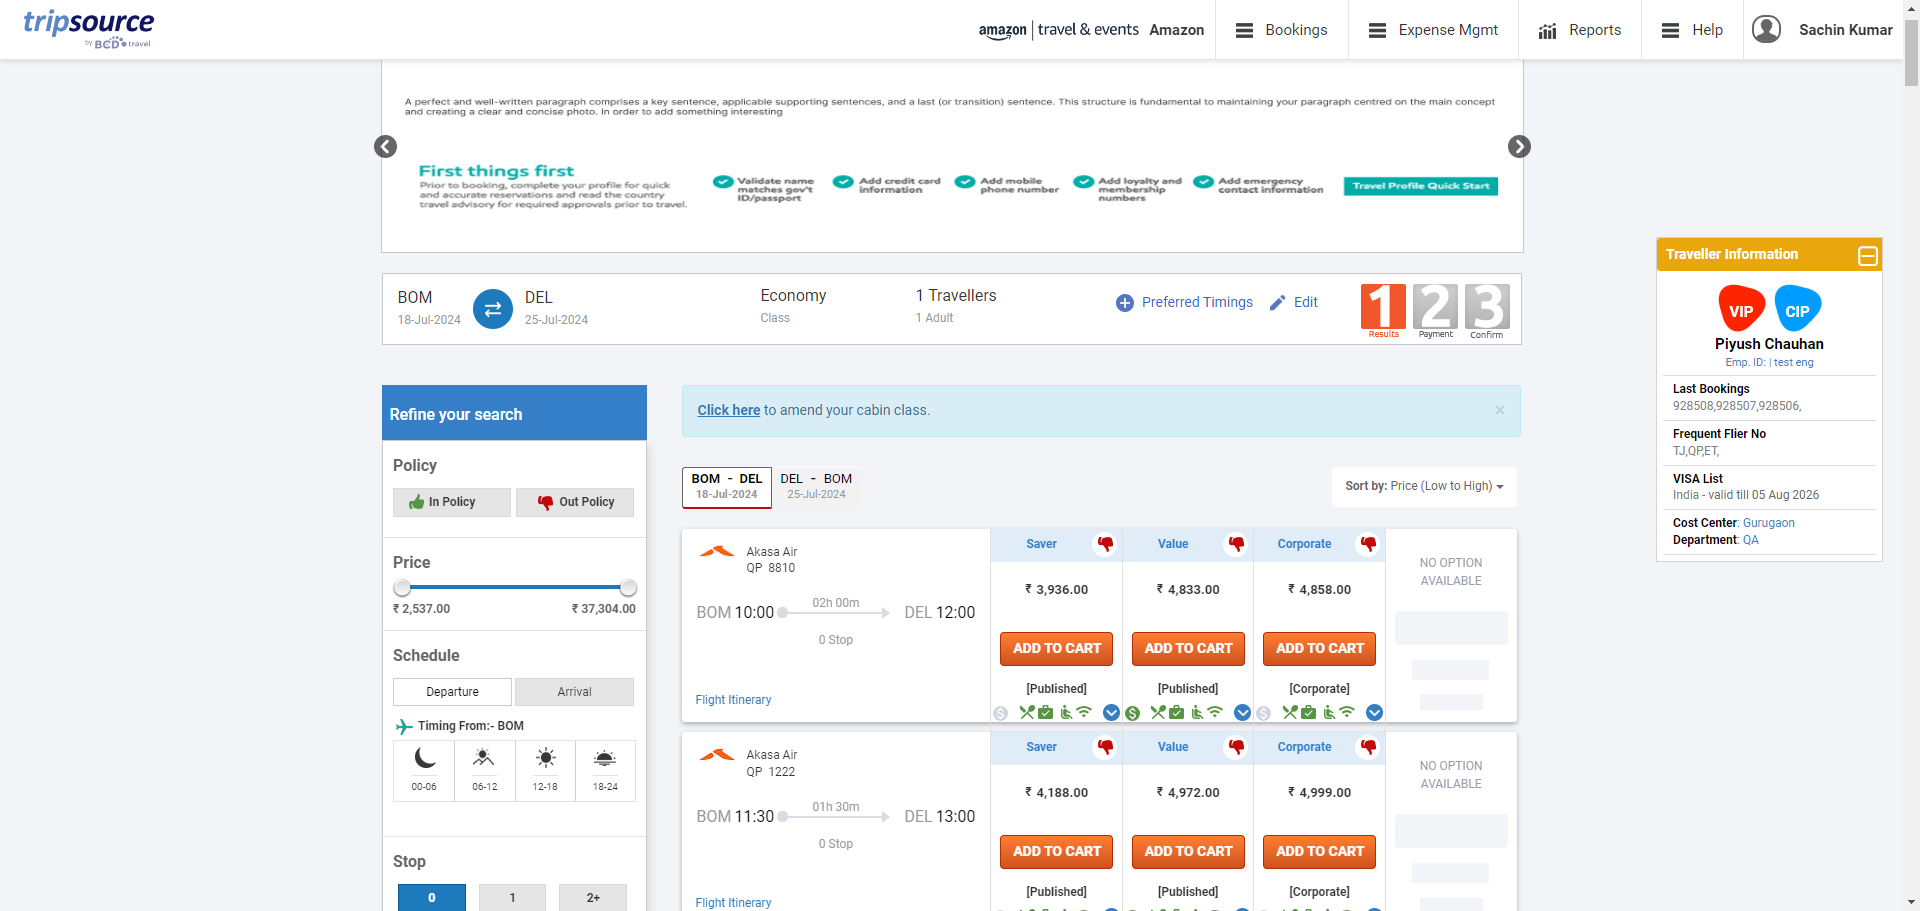 tripsource
by BCD travel
amazon | travel & events Amazon
Bookings
Expense Mgmt
Reports
Help
Sachin Kumar
A perfect and well-written paragraph comprises a key sentence, applicable supporting sentences, and a last (or transition) sentence. This structure is fundamental to maintaining your paragraph centred on the main concept
and creating a clear and concise photo. In order to add something interesting
First things first
Prior to booking, complete your profile for quick
and accurate reservations and read the country
travel advisory for required approvals prior to travel.
Validate name
matches gov't
ID/passport
Add credit card
information
Add mobile
phone number
Add loyalty and
membership
numbers
Add emergency
contact information
Travel Profile Quick Start
BOM
18-Jul-2024
DEL
25-Jul-2024
Economy
Class
1 Travellers
1 Adult
Preferred Timings
Edit
1
Results
2
Payment
3
Confirm
Traveller Information
VIP
CIP
Piyush Chauhan
Emp. ID: | test eng
Last Bookings
928508,928507,928506,
Frequent Flier No
TJ,QP,ET,
VISA List
India - valid till 05 Aug 2026
Cost Center: Gurugaon
Department: QA
Refine your search
Policy
In Policy
Out Policy
Price
₹ 2,537.00
₹ 37,304.00
Schedule
Departure
Arrival
Timing From:- BOM
00-06
06-12
12-18
18-24
Stop
0
1
2+
Click here to amend your cabin class.
×
BOM - DEL
18-Jul-2024
DEL - BOM
25-Jul-2024
Sort by: Price (Low to High)
Akasa Air
QP 8810
BOM 10:00
02h 00m
DEL 12:00
0 Stop
Flight Itinerary
Saver
₹ 3,936.00
ADD TO CART
[Published]
Value
₹ 4,833.00
ADD TO CART
[Published]
Corporate
₹ 4,858.00
ADD TO CART
[Corporate]
NO OPTION
AVAILABLE
Akasa Air
QP 1222
BOM 11:30
01h 30m
DEL 13:00
0 Stop
Flight Itinerary
Saver
₹ 4,188.00
ADD TO CART
[Published]
Value
₹ 4,972.00
ADD TO CART
[Published]
Corporate
₹ 4,999.00
ADD TO CART
[Corporate]
NO OPTION
AVAILABLE